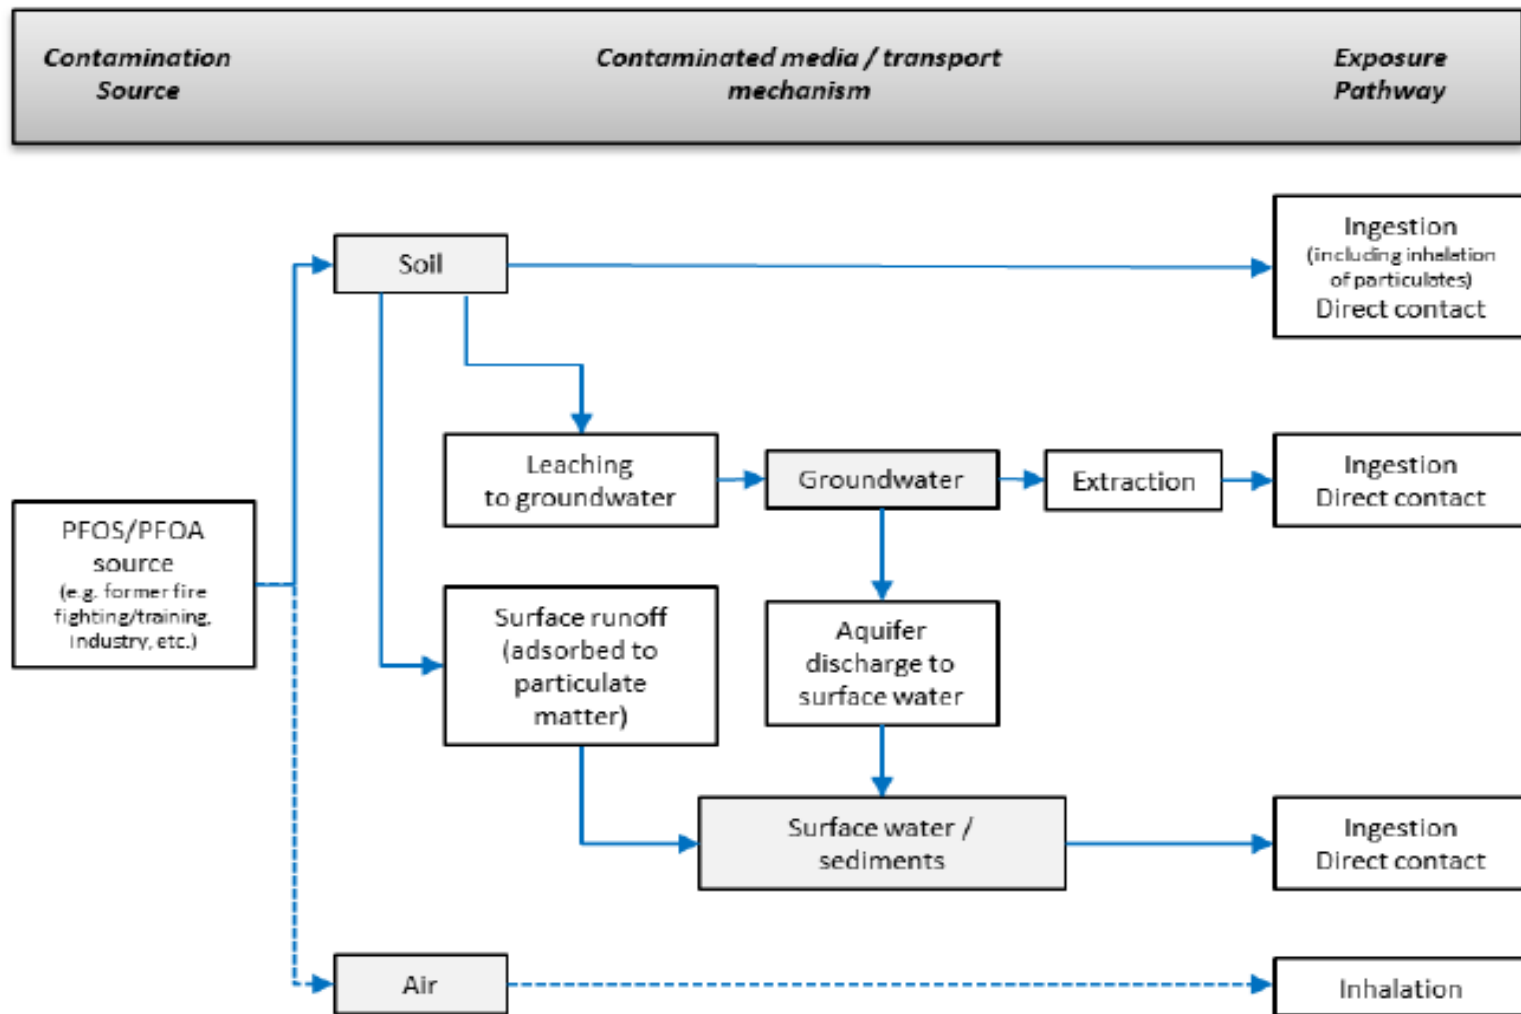 Contamination
Source
Contaminated media / transport
mechanism
Exposure
Pathway
Soil
Ingestion
(including inhalation
of particulates)
Direct contact
Leaching
to groundwater
Groundwater
Extraction
Ingestion
Direct contact
PFOS/PFOA
source
(e.g. former fire
fighting/training,
industry, etc.)
Surface runoff
(adsorbed to
particulate
matter)
Aquifer
discharge to
surface water
Surface water /
sediments
Ingestion
Direct contact
Air
Inhalation